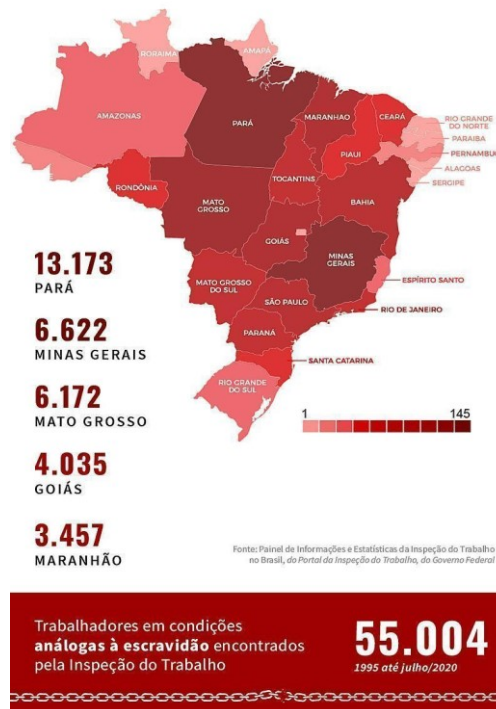 RORAIMA
AMAPÁ
AMAZONAS
PARÁ
MARANHÃO
CEARÁ
RIO GRANDE
DO NORTE
PARAIBA
PERNAMBUC
ALAGOAS
SERGIPE
PIAUI
TOCANTINS
RONDÔNIA
MATO
GROSSO
BAHIA
GOIÁS
MINAS
GERAIS
MATO GROSSO
DO SUL
ESPÍRITO SANTO
SÃO PAULO
RIO DE JANEIRO
PARANÁ
SANTA CATARINA
RIO GRANDE
DO SUL
13.173
PARÁ
6.622
MINAS GERAIS
6.172
MATO GROSSO
4.035
GOIÁS
3.457
MARANHÃO
1 145
Fonte: Painel de Informações e Estatísticas da Inspeção do Trabalho
no Brasil, do Portal da Inspeção do Trabalho, do Governo Federal
Trabalhadores em condições
análogas à escravidão encontrados
pela Inspeção do Trabalho
55.004
1995 até julho/2020